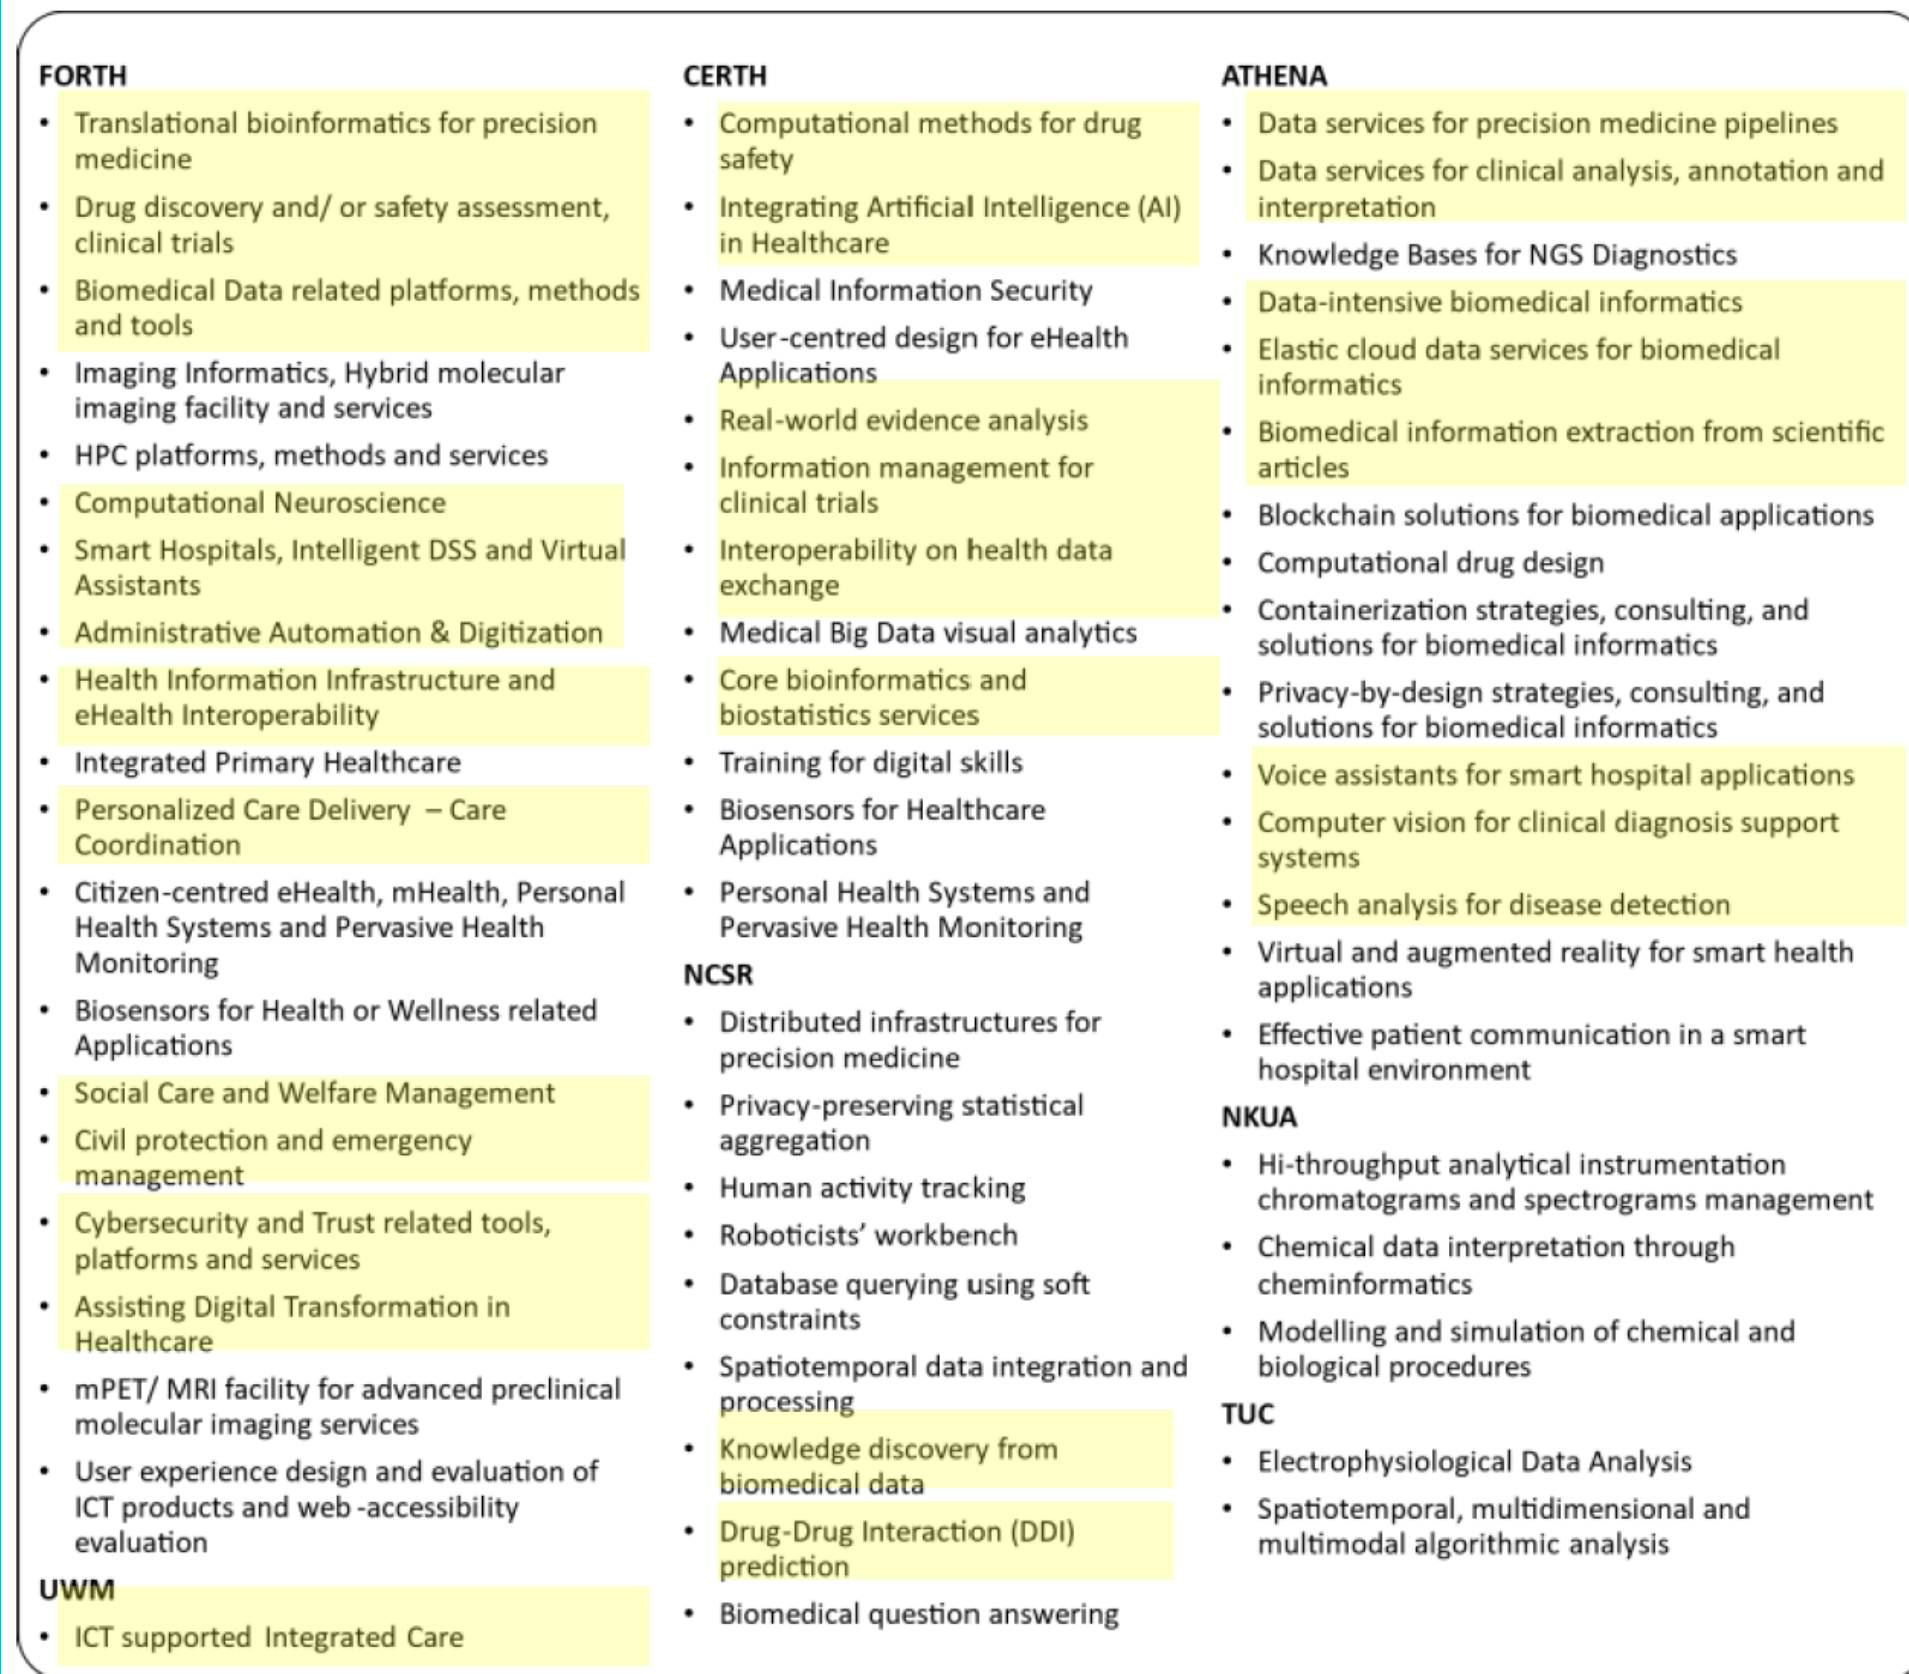 FORTH
• Translational bioinformatics for precision
medicine
• Drug discovery and/ or safety assessment,
clinical trials
• Biomedical Data related platforms, methods
and tools
• Imaging Informatics, Hybrid molecular
imaging facility and services
• HPC platforms, methods and services
• Computational Neuroscience
• Smart Hospitals, Intelligent DSS and Virtual
Assistants
• Administrative Automation & Digitization
• Health Information Infrastructure and
eHealth Interoperability
• Integrated Primary Healthcare
• Personalized Care Delivery – Care
Coordination
• Citizen-centred eHealth, mHealth, Personal
Health Systems and Pervasive Health
Monitoring
• Biosensors for Health or Wellness related
Applications
• Social Care and Welfare Management
• Civil protection and emergency
management
• Cybersecurity and Trust related tools,
platforms and services
• Assisting Digital Transformation in
Healthcare
• mPET/ MRI facility for advanced preclinical
molecular imaging services
• User experience design and evaluation of
ICT products and web-accessibility
evaluation
UWM
• ICT supported Integrated Care
CERTH
• Computational methods for drug
safety
• Integrating Artificial Intelligence (AI)
in Healthcare
• Medical Information Security
• User-centred design for eHealth
Applications
• Real-world evidence analysis
• Information management for
clinical trials
• Interoperability on health data
exchange
• Medical Big Data visual analytics
• Core bioinformatics and
biostatistics services
• Training for digital skills
• Biosensors for Healthcare
Applications
• Personal Health Systems and
Pervasive Health Monitoring
NCSR
• Distributed infrastructures for
precision medicine
• Privacy-preserving statistical
aggregation
• Human activity tracking
• Roboticists’ workbench
• Database querying using soft
constraints
• Spatiotemporal data integration and
processing
• Knowledge discovery from
biomedical data
• Drug-Drug Interaction (DDI)
prediction
• Biomedical question answering
ATHENA
• Data services for precision medicine pipelines
• Data services for clinical analysis, annotation and
interpretation
• Knowledge Bases for NGS Diagnostics
• Data-intensive biomedical informatics
• Elastic cloud data services for biomedical
informatics
• Biomedical information extraction from scientific
articles
• Blockchain solutions for biomedical applications
• Computational drug design
• Containerization strategies, consulting, and
solutions for biomedical informatics
• Privacy-by-design strategies, consulting, and
solutions for biomedical informatics
• Voice assistants for smart hospital applications
• Computer vision for clinical diagnosis support
systems
• Speech analysis for disease detection
• Virtual and augmented reality for smart health
applications
• Effective patient communication in a smart
hospital environment
NKUA
• Hi-throughput analytical instrumentation
chromatograms and spectrograms management
• Chemical data interpretation through
cheminformatics
• Modelling and simulation of chemical and
biological procedures
TUC
• Electrophysiological Data Analysis
• Spatiotemporal, multidimensional and
multimodal algorithmic analysis